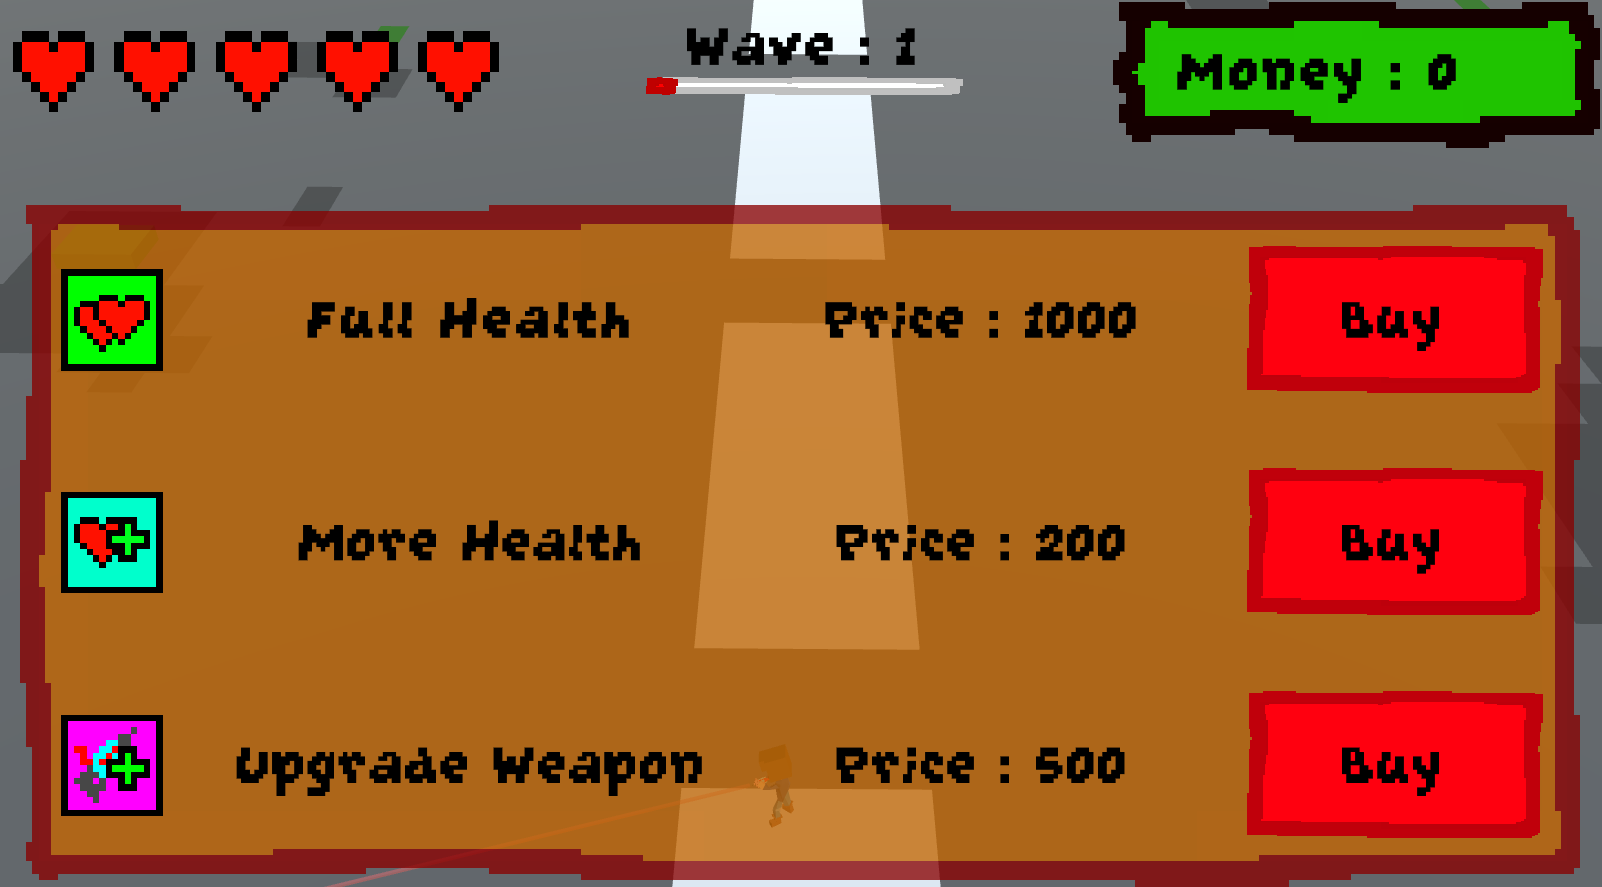 Wave : 1
Money : 0
Full Health Price : 1000 Buy
More Health Price : 200 Buy
Upgrade Weapon Price : 500 Buy